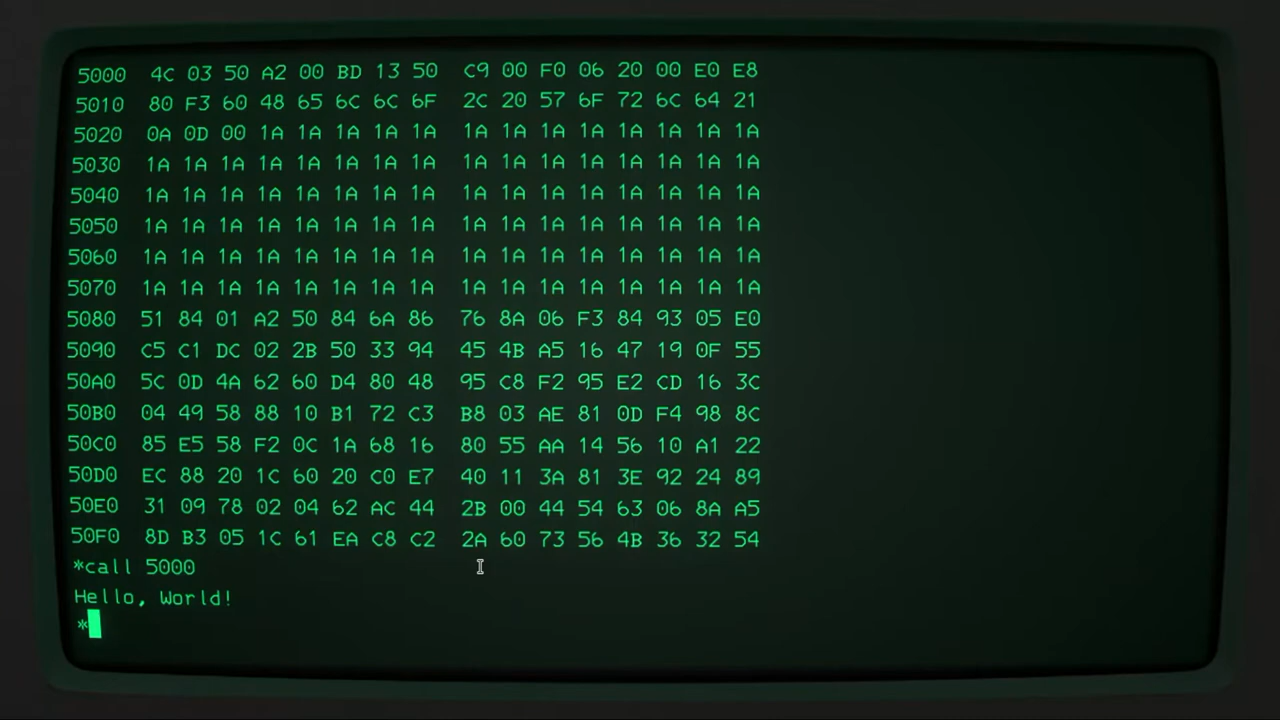 5000 4C 03 50 A2 00 BD 13 50 C9 00 F0 06 20 00 E0 E8
5010 80 F3 60 48 65 6C 6C 6F 2C 20 57 6F 72 6C 64 21
5020 0A 0D 00 1A 1A 1A 1A 1A 1A 1A 1A 1A 1A 1A 1A 1A
5030 1A 1A 1A 1A 1A 1A 1A 1A 1A 1A 1A 1A 1A 1A 1A 1A
5040 1A 1A 1A 1A 1A 1A 1A 1A 1A 1A 1A 1A 1A 1A 1A 1A
5050 1A 1A 1A 1A 1A 1A 1A 1A 1A 1A 1A 1A 1A 1A 1A 1A
5060 1A 1A 1A 1A 1A 1A 1A 1A 1A 1A 1A 1A 1A 1A 1A 1A
5070 1A 1A 1A 1A 1A 1A 1A 1A 1A 1A 1A 1A 1A 1A 1A 1A
5080 51 84 01 A2 50 84 6A 86 76 8A 06 F3 84 93 05 E0
5090 C5 C1 DC 02 2B 50 33 94 45 4B A5 16 47 19 0F 55
50A0 5C 0D 4A 62 60 D4 80 48 95 C8 F2 95 E2 CD 16 3C
50B0 04 49 58 88 10 B1 72 C3 B8 03 AE 81 0D F4 98 8C
50C0 85 E5 58 F2 0C 1A 68 16 80 55 AA 14 56 10 A1 22
50D0 EC 88 20 1C 60 20 C0 E7 40 11 3A 81 3E 92 24 89
50E0 31 09 78 02 04 62 AC 44 2B 00 44 54 63 06 8A A5
50F0 8D B3 05 1C 61 EA C8 C2 2A 60 73 56 4B 36 32 54
*call 5000
Hello, World!
*